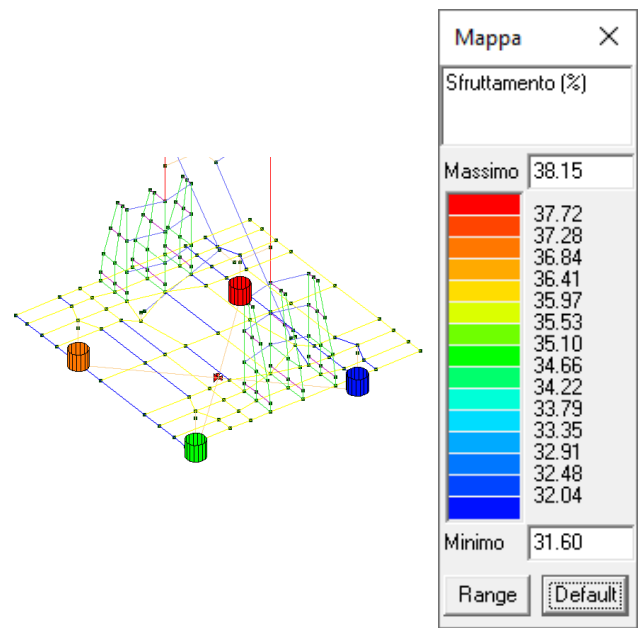 Mappa
Sfruttamento (%)
Massimo 38.15
37.72
37.28
36.84
36.41
35.97
35.53
35.10
34.66
34.22
33.79
33.35
32.91
32.48
32.04
Minimo 31.60
Range Default